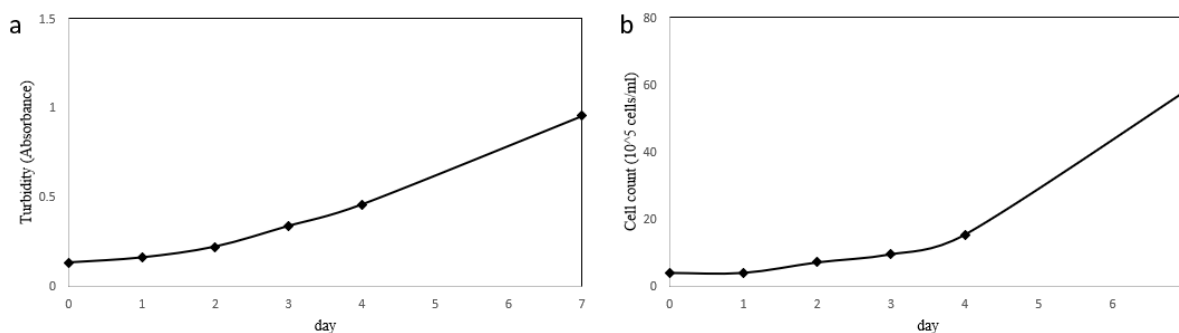 a
Turbidity (Absorbance)
1.5
1
0.5
0
0 1 2 3 4 5 6 7
day
b
Cell count (10^5 cells/ml)
80
60
40
20
0
0 1 2 3 4 5 6
day